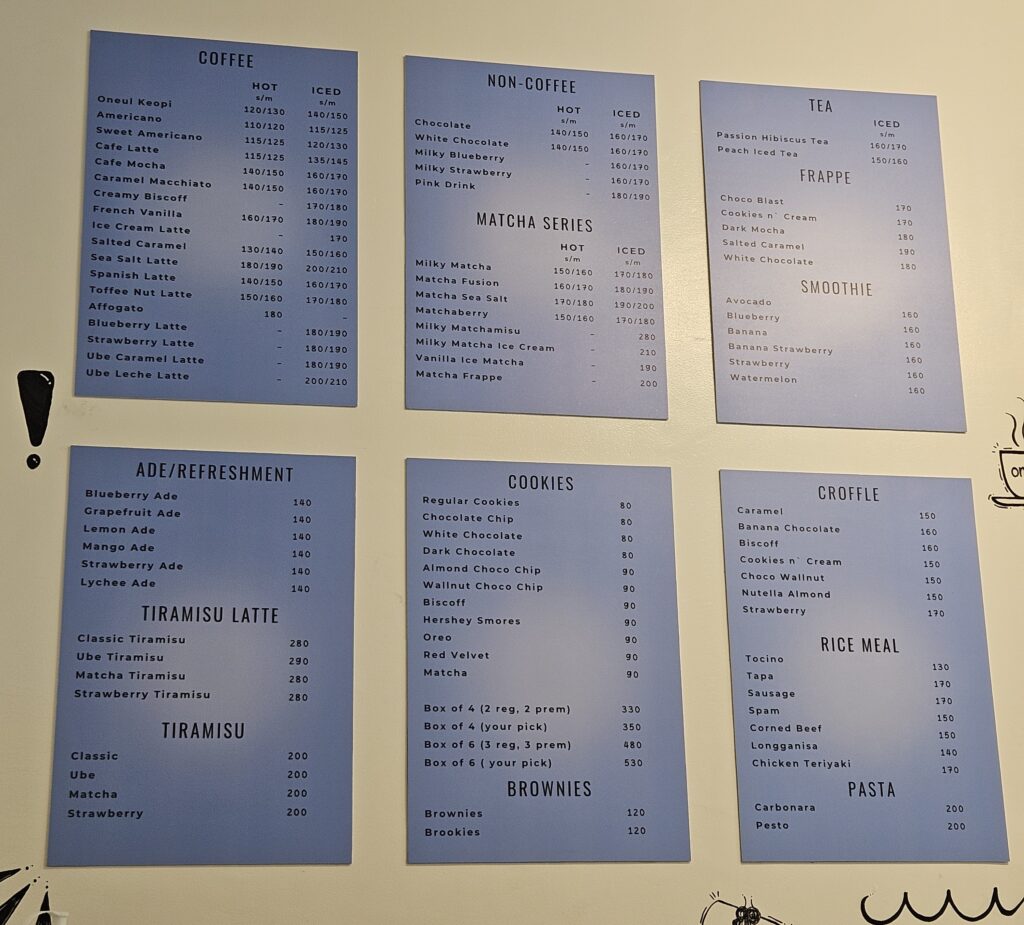 COFFEE
HOT ICED
s/m s/m
Oneul Keopi 120/130 140/150
Americano 110/120 115/125
Sweet Americano 115/125 120/130
Cafe Latte 115/125 135/145
Cafe Mocha 140/150 160/170
Caramel Macchiato 140/150 160/170
Creamy Biscoff - 170/180
French Vanilla 160/170 180/190
Ice Cream Latte - 170
Salted Caramel 130/140 150/160
Sea Salt Latte 180/190 200/210
Spanish Latte 140/150 160/170
Toffee Nut Latte 150/160 170/180
Affogato 180 -
Blueberry Latte - 180/190
Strawberry Latte - 180/190
Ube Caramel Latte - 180/190
Ube Leche Latte - 200/210
NON-COFFEE
HOT ICED
s/m s/m
Chocolate 140/150 160/170
White Chocolate 140/150 160/170
Milky Blueberry - 160/170
Milky Strawberry - 160/170
Pink Drink - 180/190
MATCHA SERIES
HOT ICED
s/m s/m
Milky Matcha 150/160 170/180
Matcha Fusion 160/170 180/190
Matcha Sea Salt 170/180 190/200
Matchaberry 150/160 170/180
Milky Matchamisu - 280
Milky Matcha Ice Cream - 210
Vanilla Ice Matcha - 190
Matcha Frappe - 200
TEA
ICED
s/m
Passion Hibiscus Tea 160/170
Peach Iced Tea 150/160
FRAPPE
Choco Blast 170
Cookies n` Cream 170
Dark Mocha 180
Salted Caramel 190
White Chocolate 180
SMOOTHIE
Avocado 160
Blueberry 160
Banana 160
Banana Strawberry 160
Strawberry 160
Watermelon 160
ADE/REFRESHMENT
Blueberry Ade 140
Grapefruit Ade 140
Lemon Ade 140
Mango Ade 140
Strawberry Ade 140
Lychee Ade 140
TIRAMISU LATTE
Classic Tiramisu 280
Ube Tiramisu 290
Matcha Tiramisu 280
Strawberry Tiramisu 280
TIRAMISU
Classic 200
Ube 200
Matcha 200
Strawberry 200
COOKIES
Regular Cookies 80
Chocolate Chip 80
White Chocolate 80
Dark Chocolate 80
Almond Choco Chip 90
Wallnut Choco Chip 90
Biscoff 90
Hershey Smores 90
Oreo 90
Red Velvet 90
Matcha 90
Box of 4 (2 reg, 2 prem) 330
Box of 4 (your pick) 350
Box of 6 (3 reg, 3 prem) 480
Box of 6 ( your pick) 530
BROWNIES
Brownies 120
Brookies 120
CROFFLE
Caramel 150
Banana Chocolate 160
Biscoff 160
Cookies n` Cream 150
Choco Wallnut 150
Nutella Almond 150
Strawberry 170
RICE MEAL
Tocino 130
Tapa 170
Sausage 170
Spam 150
Corned Beef 150
Longganisa 140
Chicken Teriyaki 170
PASTA
Carbonara 200
Pesto 200